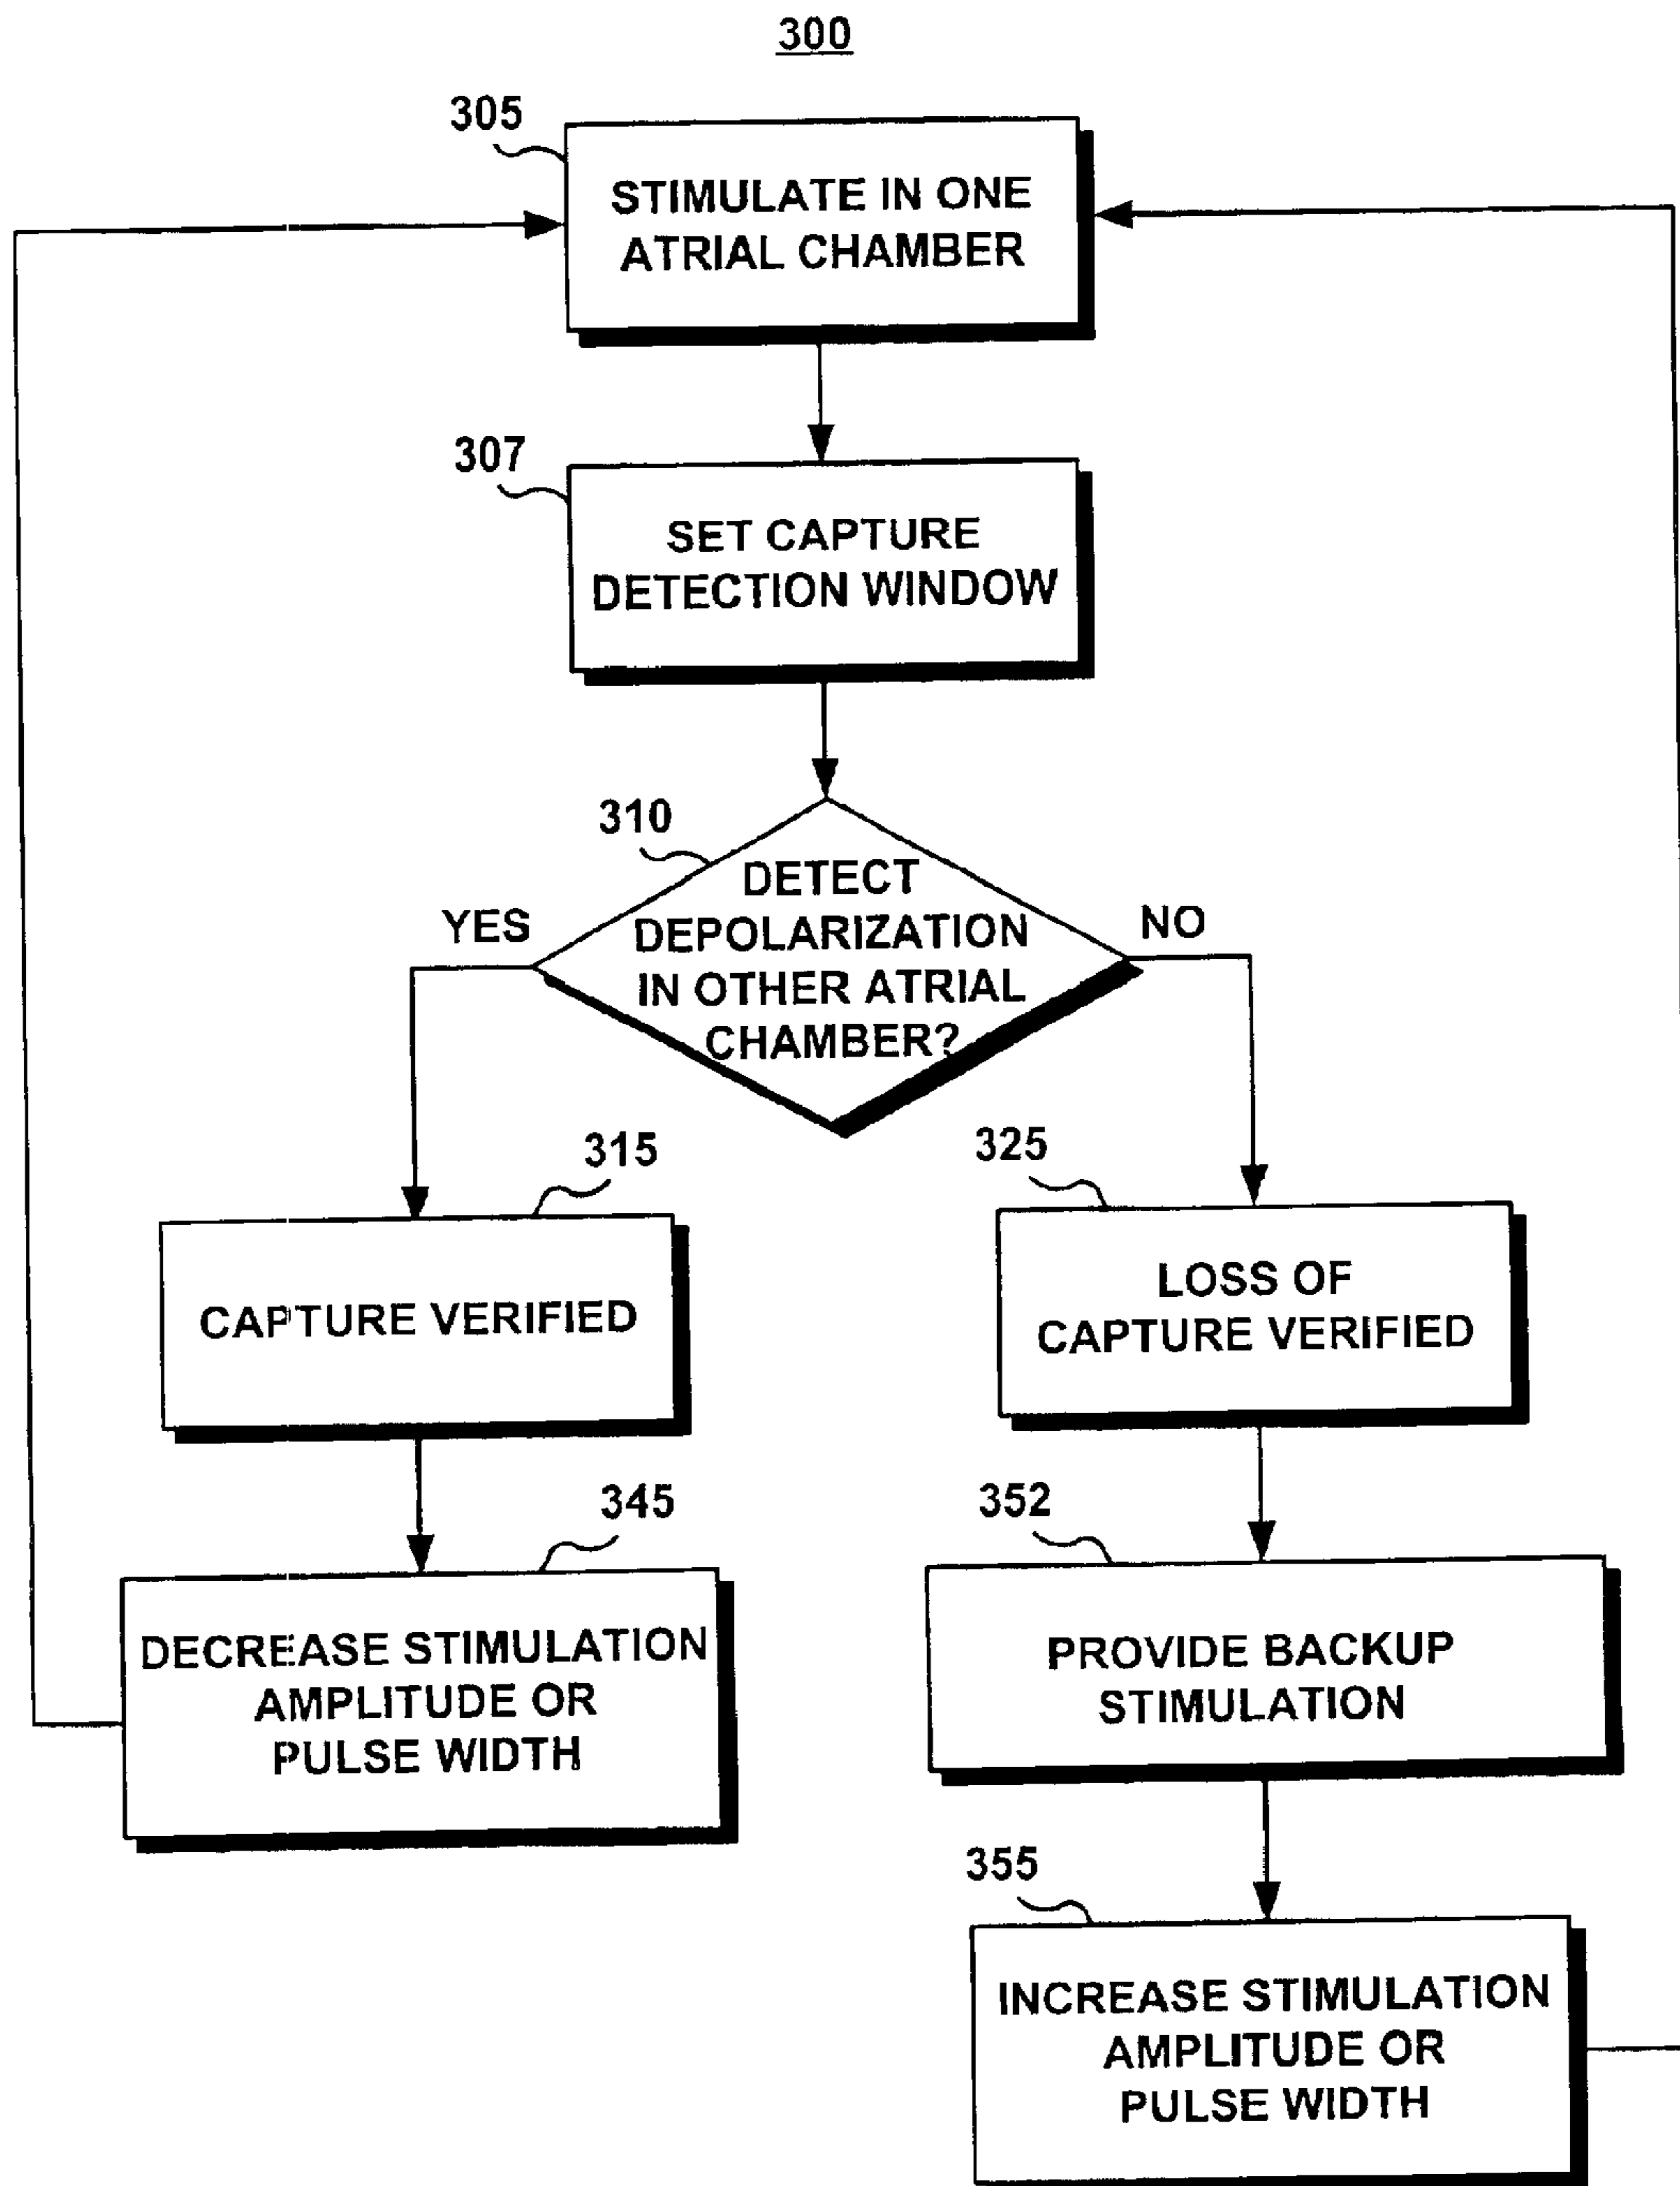 300
305
STIMULATE IN ONE
ATRIAL CHAMBER
307
SET CAPTURE
DETECTION WINDOW
310
DETECT
DEPOLARIZATION
IN OTHER ATRIAL
CHAMBER?
YES
NO
315
CAPTURE VERIFIED
325
LOSS OF
CAPTURE VERIFIED
345
DECREASE STIMULATION
AMPLITUDE OR
PULSE WIDTH
352
PROVIDE BACKUP
STIMULATION
355
INCREASE STIMULATION
AMPLITUDE OR
PULSE WIDTH